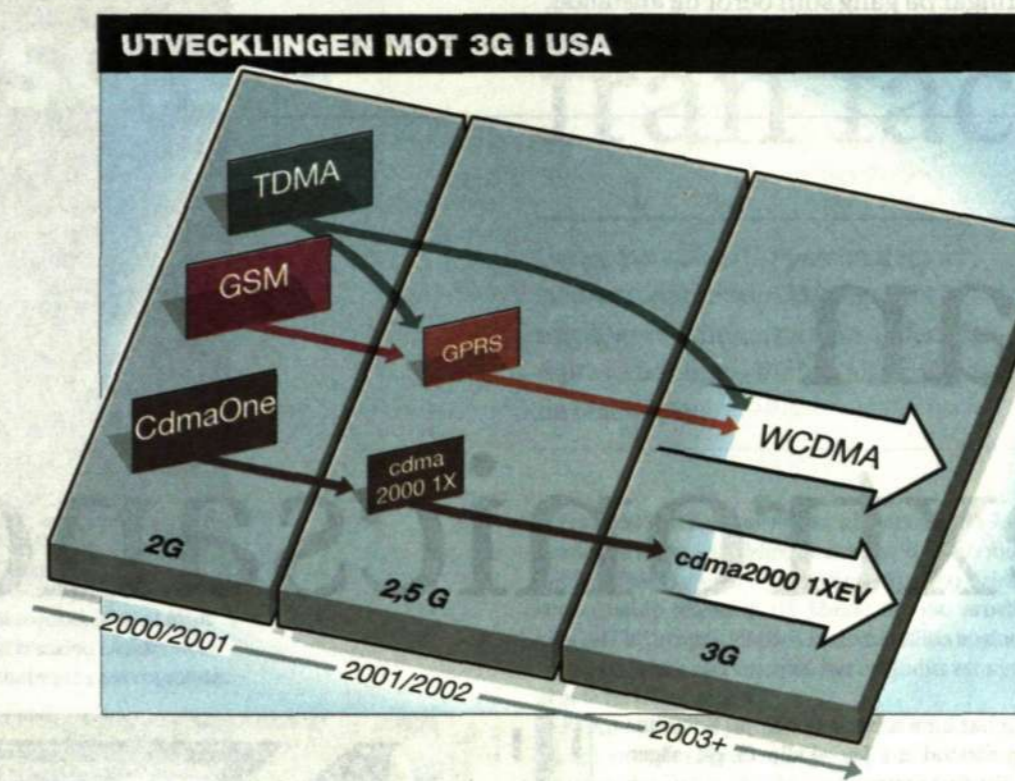 UTVECKLINGEN MOT 3G I USA
TDMA
GSM
GPRS
CdmaOne
cdma
2000 1X
WCDMA
cdma2000 1XEV
2G
2,5 G
3G
2000/2001
2001/2002
2003+